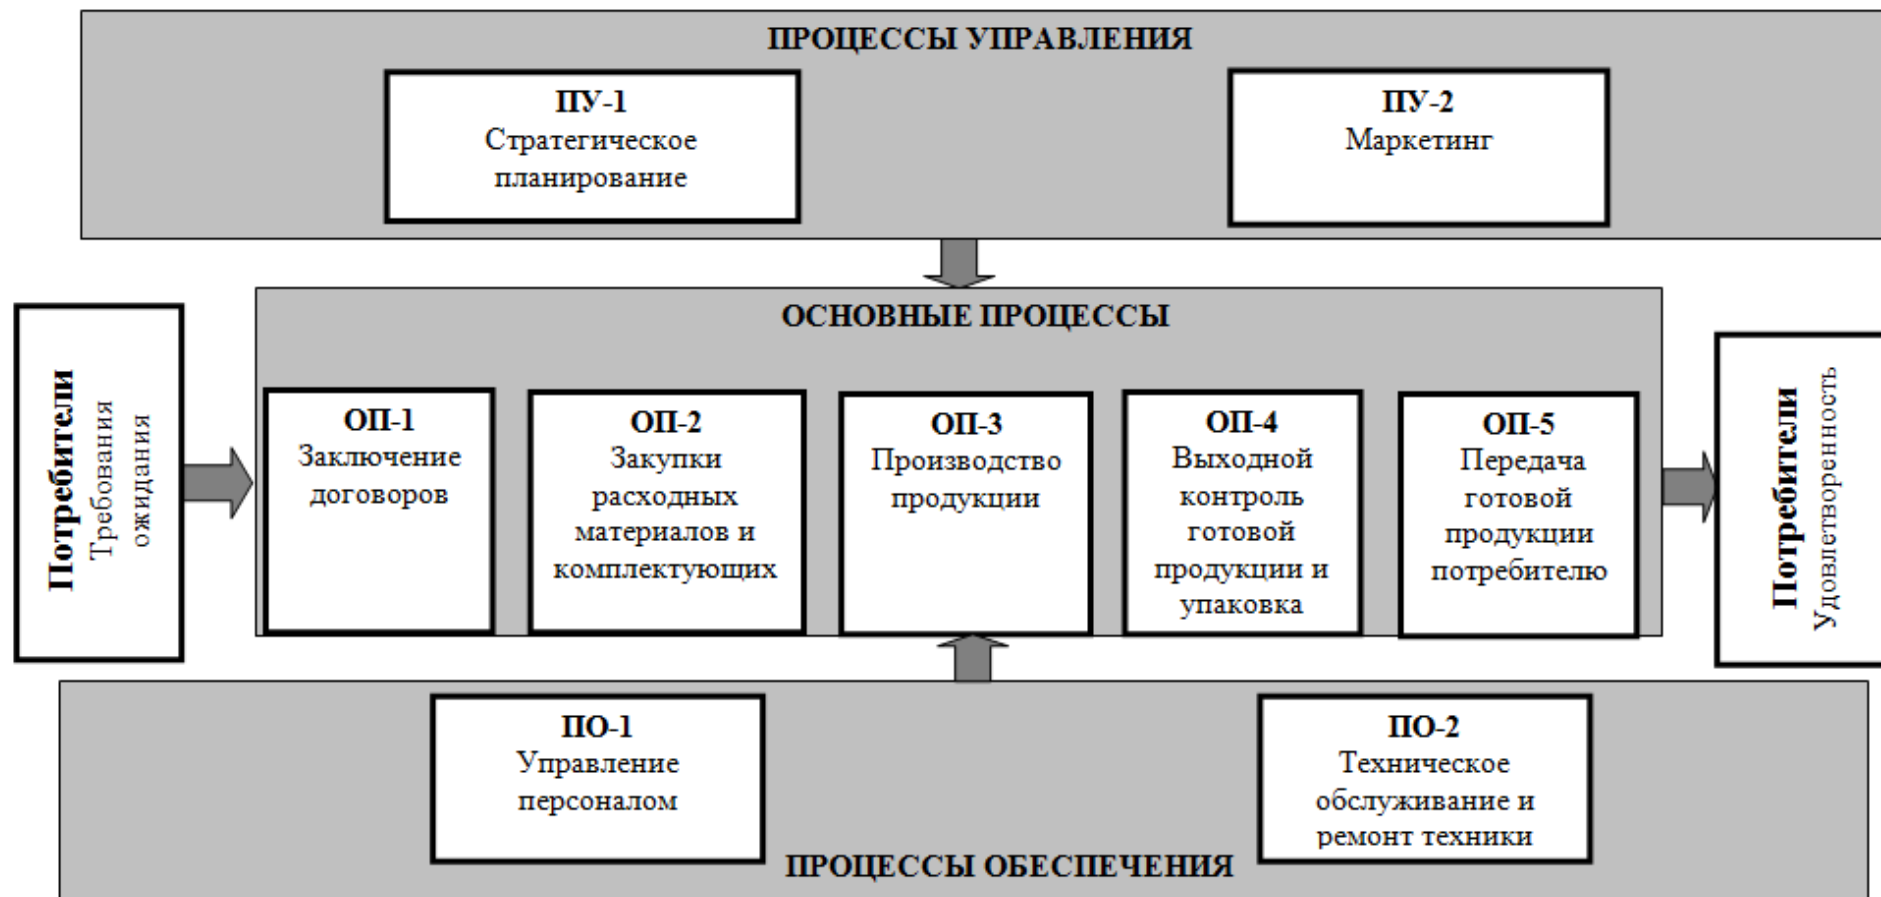 ПРОЦЕССЫ УПРАВЛЕНИЯ
ПУ-1
Стратегическое
планирование
ПУ-2
Маркетинг
Потребители
Требования
ожидания
ОСНОВНЫЕ ПРОЦЕССЫ
ОП-1
Заключение
договоров
ОП-2
Закупки
расходных
материалов и
комплектующих
ОП-3
Производство
продукции
ОП-4
Выходной
контроль
готовой
продукции и
упаковка
ОП-5
Передача
готовой
продукции
потребителю
Потребители
Удовлетворенность
ПО-1
Управление
персоналом
ПО-2
Техническое
обслуживание и
ремонт техники
ПРОЦЕССЫ ОБЕСПЕЧЕНИЯ